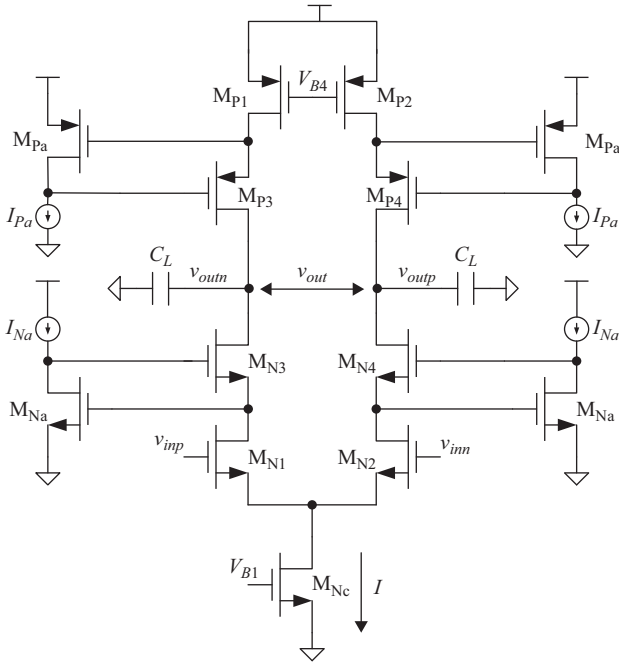 M_P1 V_B4 M_P2
M_Pa M_Pa
M_P3 M_P4
I_Pa I_Pa
C_L v_outn v_out v_outp C_L
I_Na I_Na
M_N3 M_N4
M_Na M_Na
v_inp M_N1 M_N2 v_inn
V_B1 M_Nc I